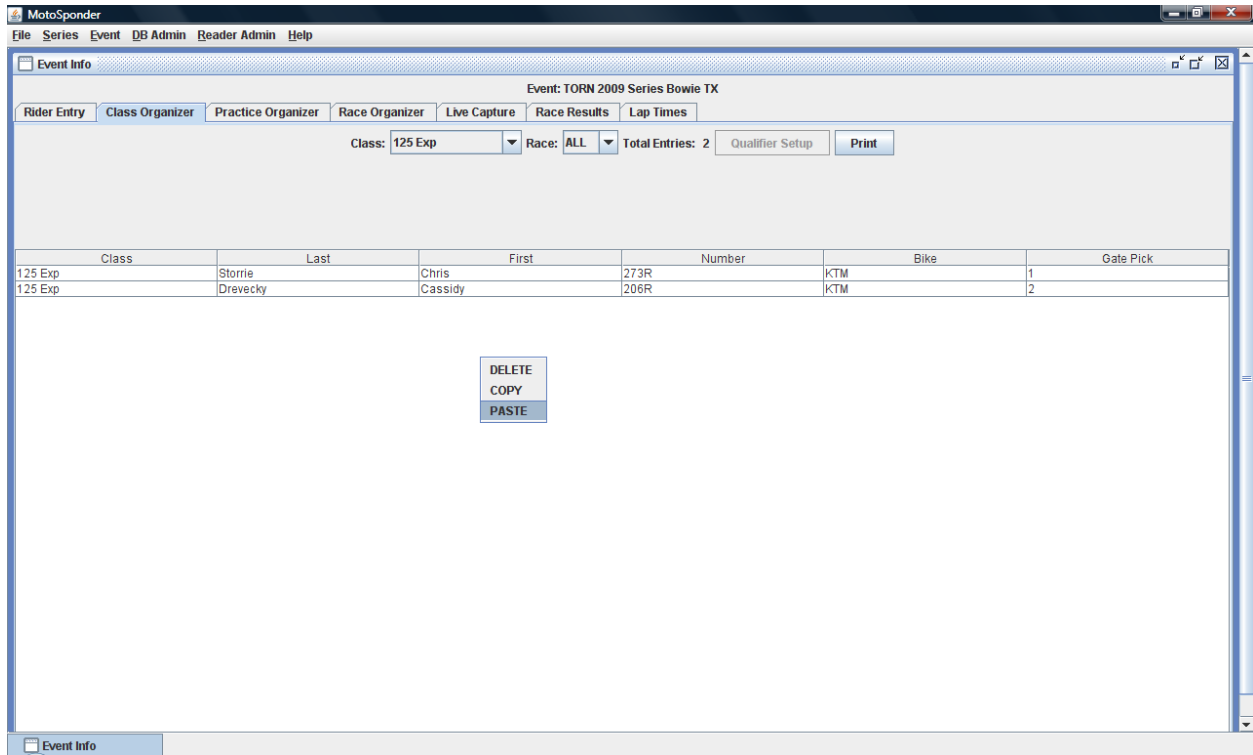 MotoSponder
File Series Event DB Admin Reader Admin Help
Event Info
Event: TORN 2009 Series Bowie TX
Rider Entry Class Organizer Practice Organizer Race Organizer Live Capture Race Results Lap Times
Class: 125 Exp Race: ALL Total Entries: 2 Qualifier Setup Print
Class Last First Number Bike Gate Pick
125 Exp Storrie Chris 273R KTM 1
125 Exp Drevecky Cassidy 206R KTM 2
DELETE
COPY
PASTE
Event Info